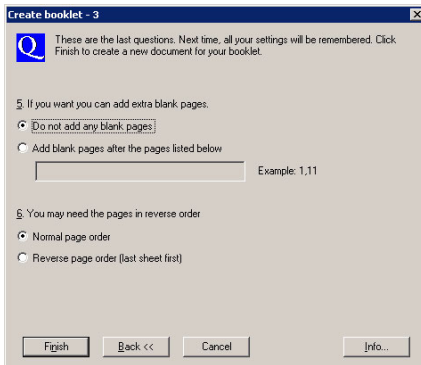 Create booklet - 3
Q
These are the last questions. Next time, all your settings will be remembered. Click
Finish to create a new document for your booklet.
5. If you want you can add extra blank pages.
Do not add any blank pages
Add blank pages after the pages listed below
Example: 1,11
6. You may need the pages in reverse order
Normal page order
Reverse page order (last sheet first)
Finish
Back <<
Cancel
Info...